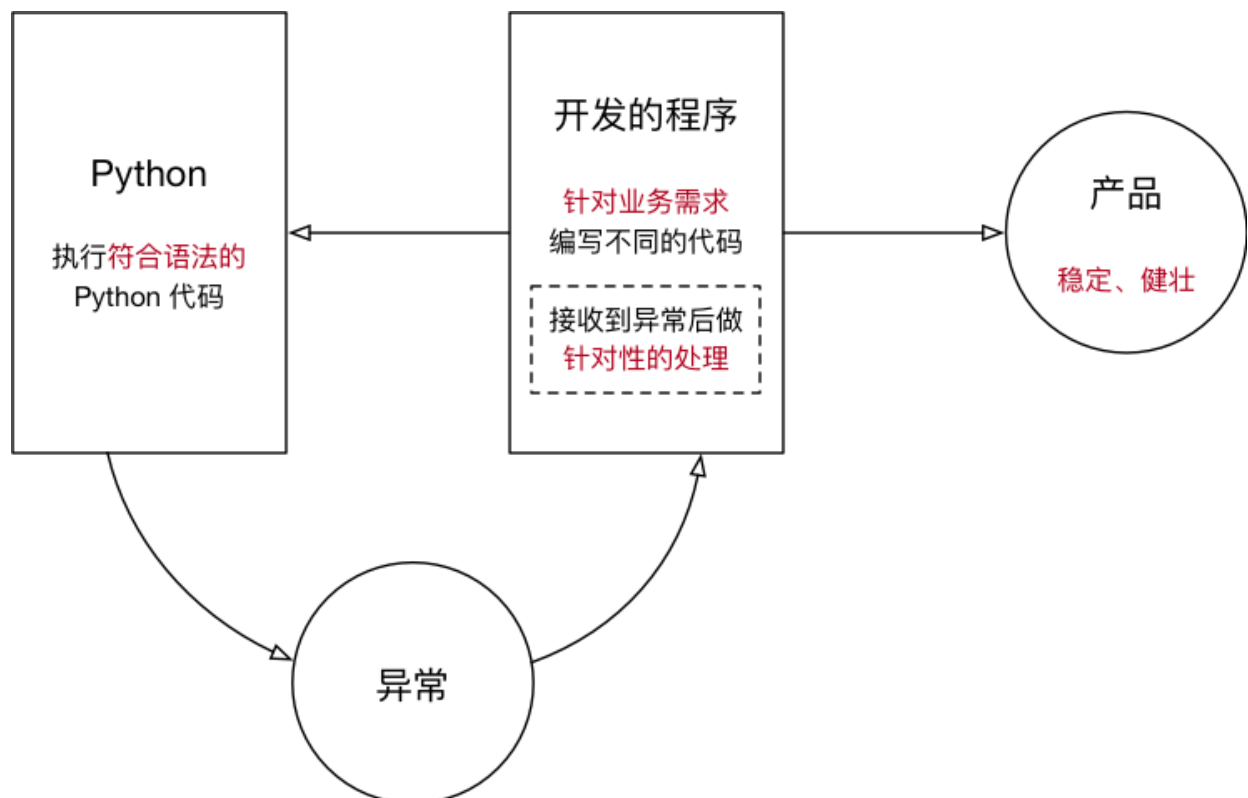 Python
执行符合语法的
Python 代码
开发的程序
针对业务需求
编写不同的代码
接收到异常后做
针对性的处理
产品
稳定、健壮
异常